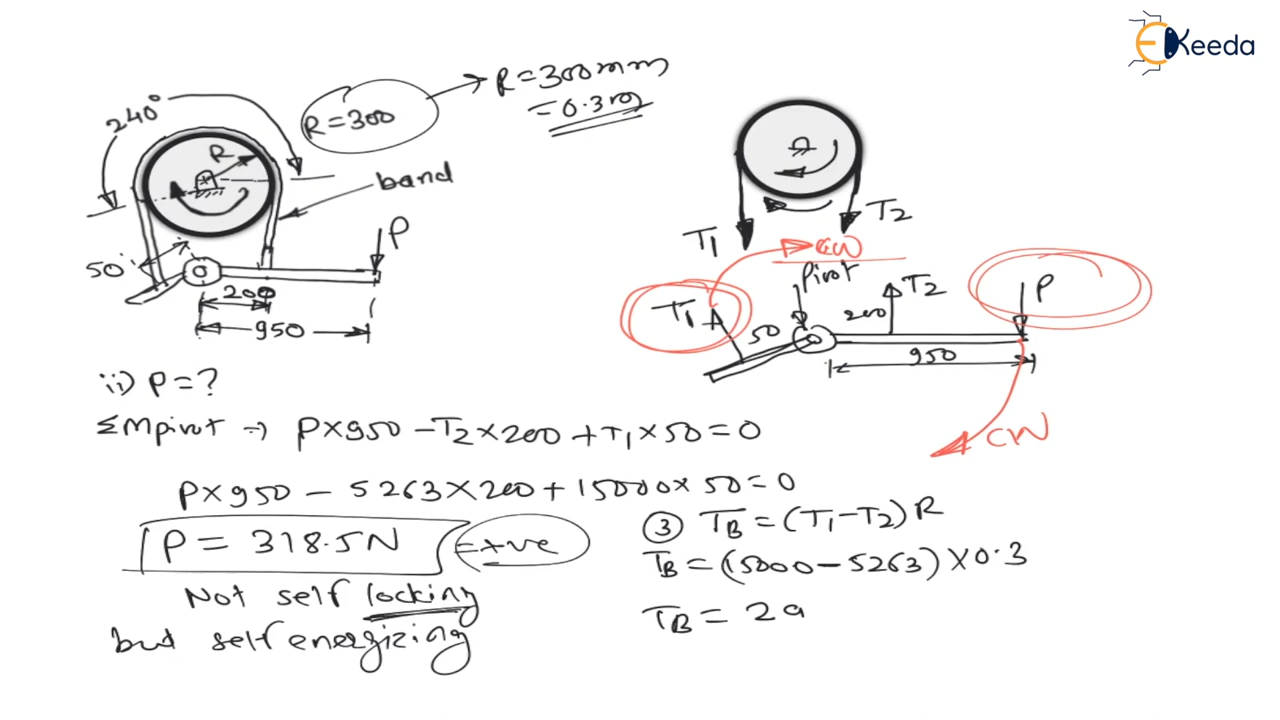 EKeeda
240°
R=300
R=300mm
=0.3m
R
band
P
50
200
950
T1
T2
CW
Pivot
T1
50
T2
200
P
950
CW
ii) P=?
ΣMpivot ⇒ P×950 -T2×200 +T1×50=0
P×950 - 5263×200+15000×50=0
P = 318.5N =+ve
Not self locking
but self energizing
③ TB=(T1-T2)R
TB=(15000-5263)×0.3
TB= 29